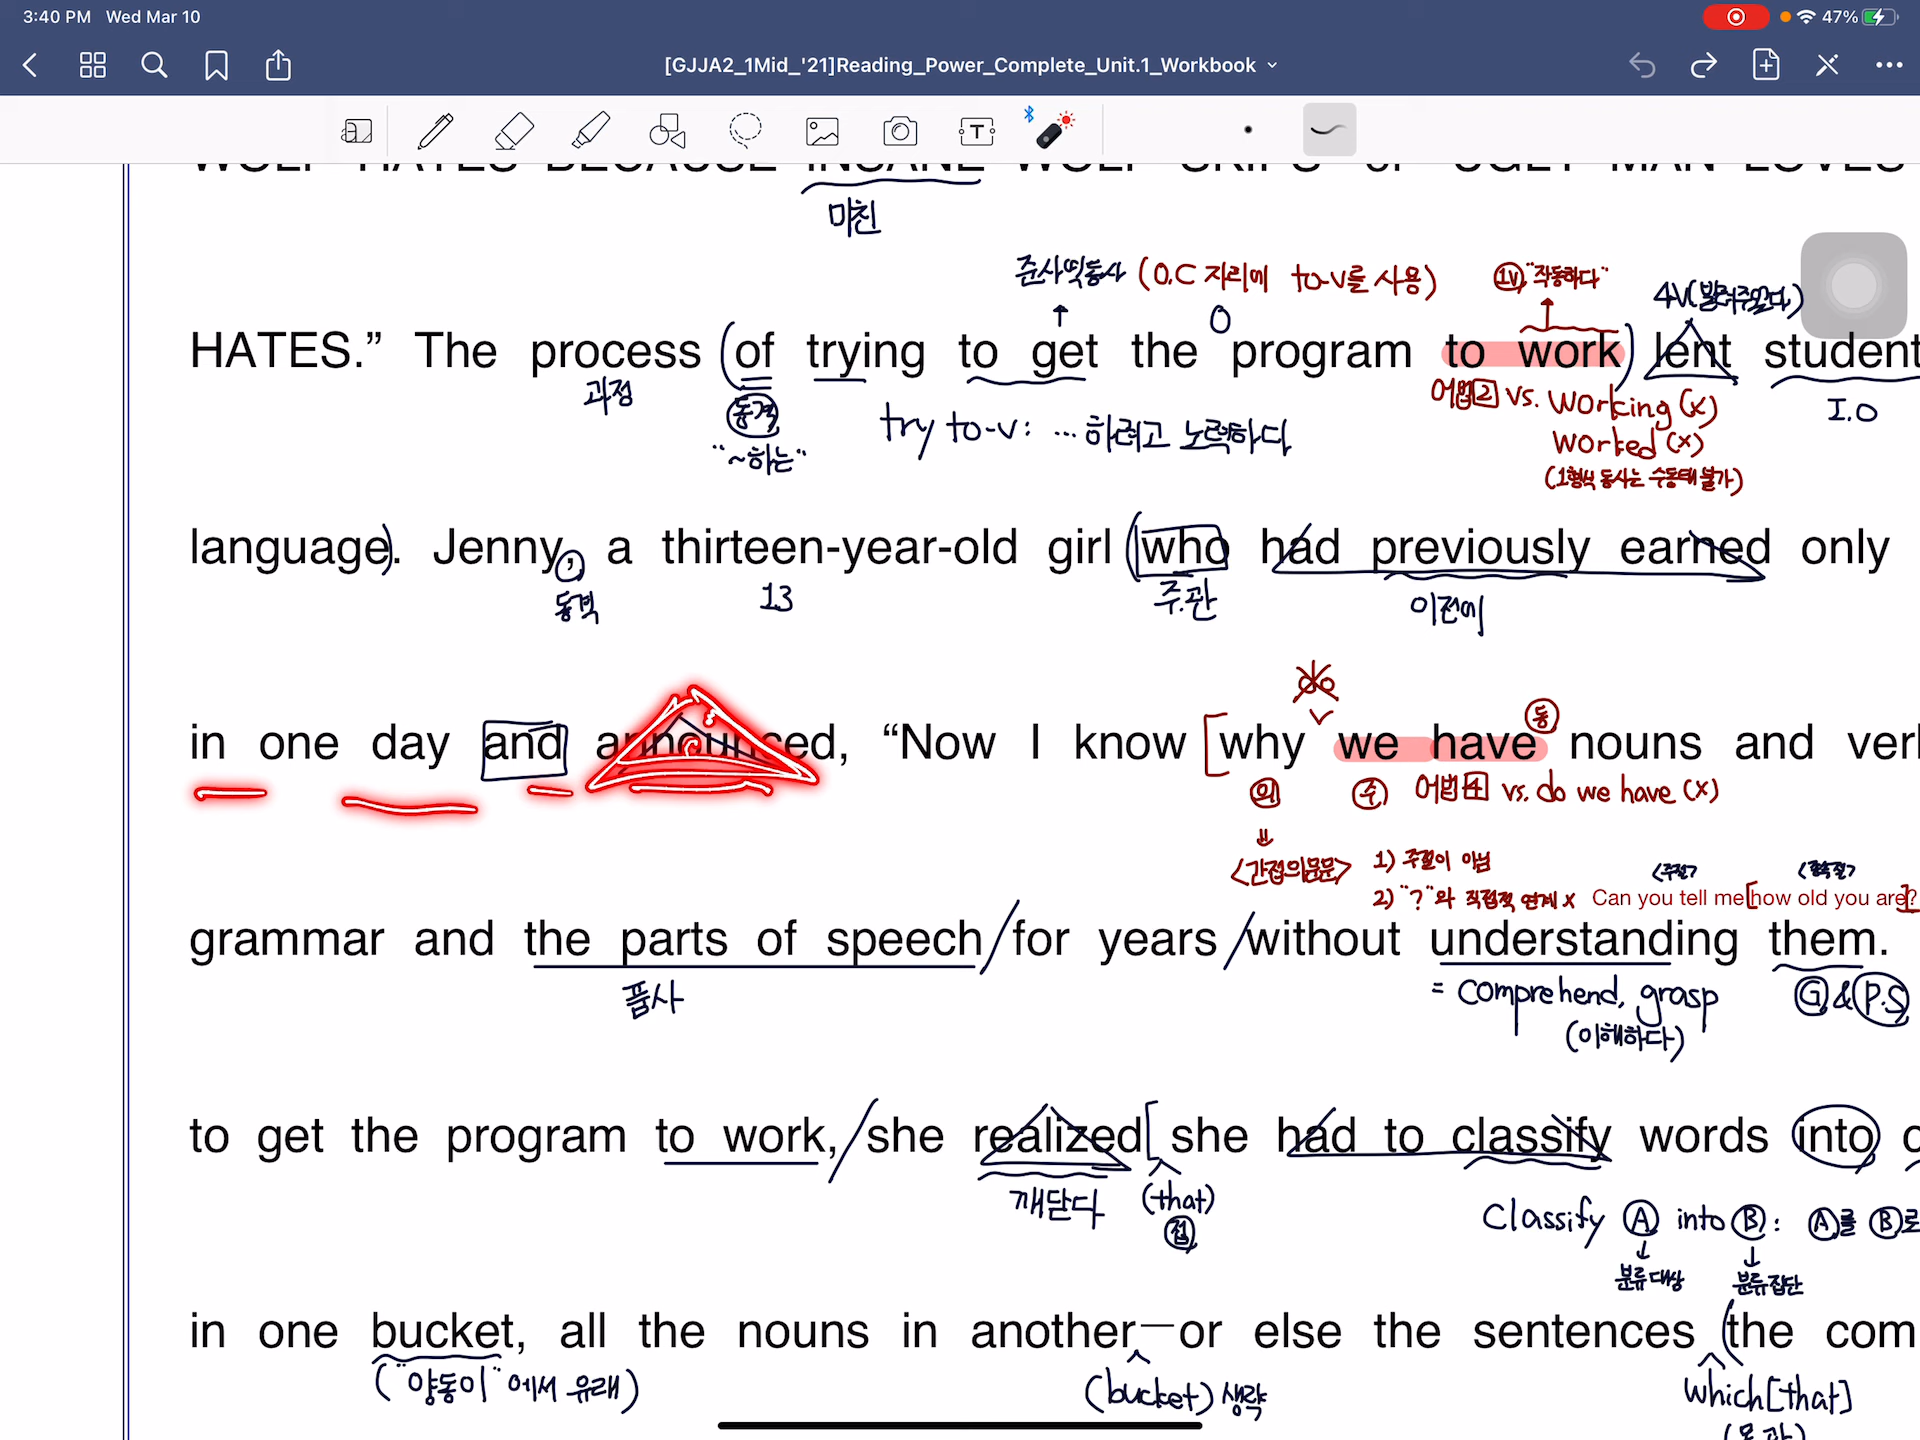 3:40 PM Wed Mar 10
47%
[GJJA2_1Mid_'21]Reading_Power_Complete_Unit.1_Workbook
WOLF HATES BECAUSE INSANE WOLF SKIPS" or "UGLY MAN LOVES
미친
준사역동사 (O.C 자리에 to-v를 사용)
1v, "작동하다"
4V(빌려주었다)
O
HATES.” The process (of trying to get the program to work) lent student
과정
동격
"~하는"
try to-v: ...하려고 노력하다
어법2 vs. working (x)
worked (x)
(1형식 동사는 수동태 불가)
I.O
language). Jenny, a thirteen-year-old girl (who had previously earned only
동격
13
주.관
이전에
do
동
in one day and announced, “Now I know [why we have nouns and verb
의
주
어법4 vs. do we have (x)
<간접의문문>
1) 주절이 아님
2) "?"와 직접적 연계 x
<주절>
<종속절>
Can you tell me [how old you are]?
grammar and the parts of speech/for years/without understanding them.
품사
= comprehend, grasp
(이해하다)
G & P.S
to get the program to work,/she realized[ she had to classify words into c
깨닫다
(that)
접
Classify A into B : A를 B로
분류대상
분류집단
in one bucket, all the nouns in another—or else the sentences (the com
("양동이"에서 유래)
(bucket) 생략
which[that]